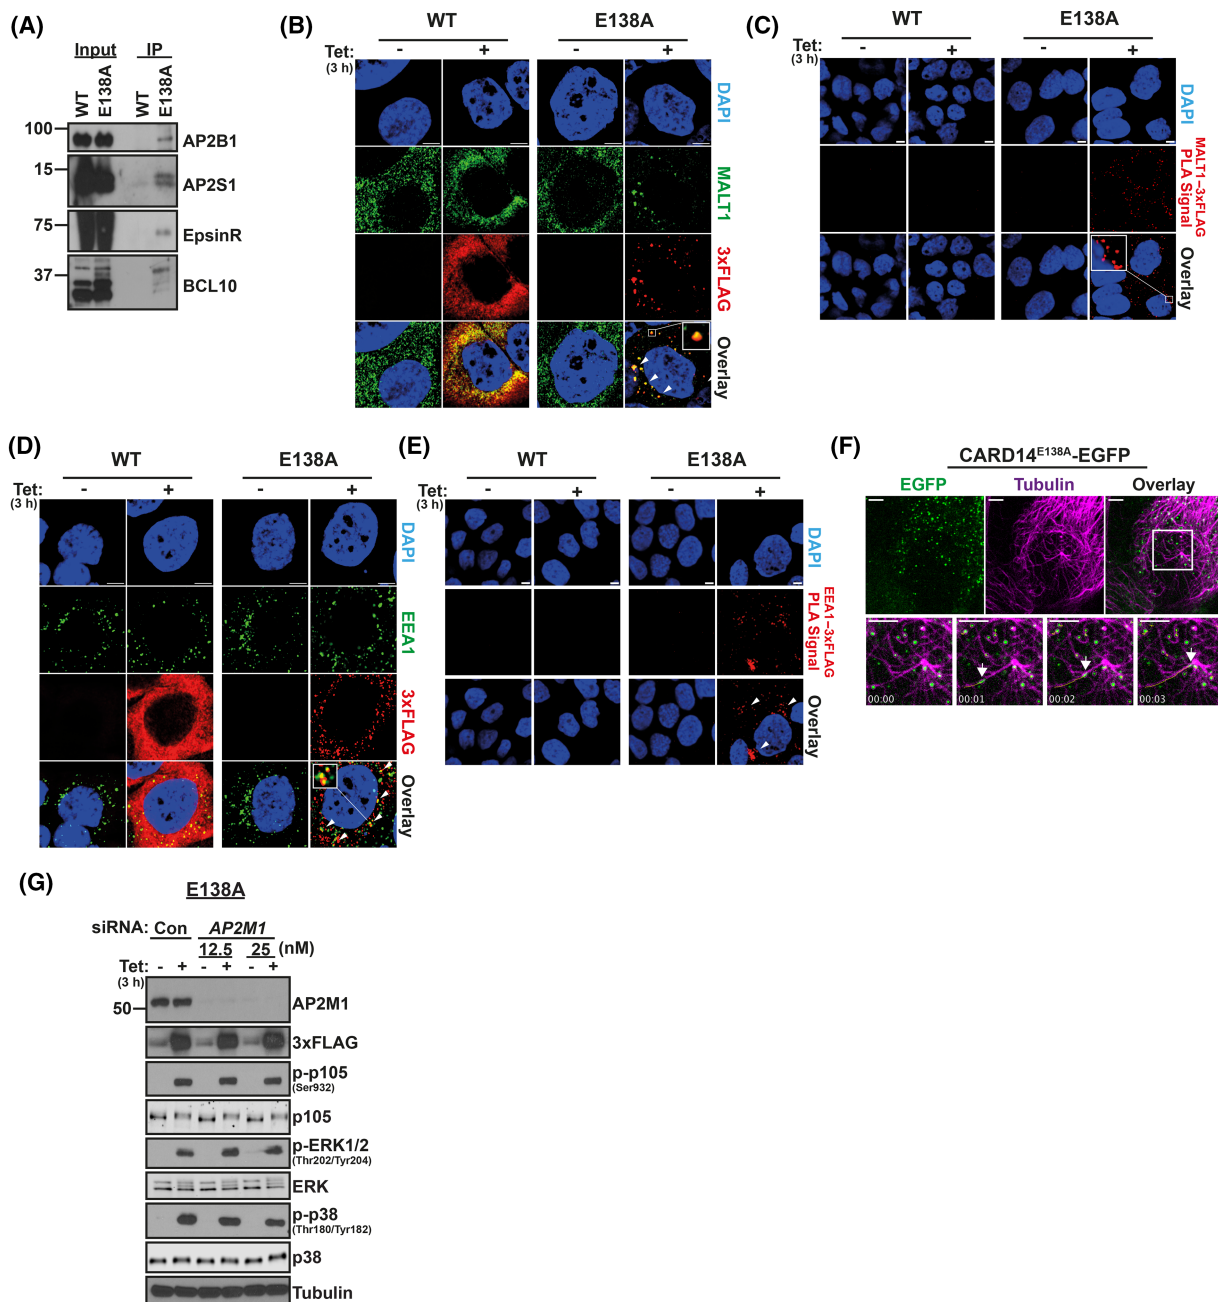 (A)
Input IP
WT E138A WT E138A
100 AP2B1
15 AP2S1
75 EpsinR
37 BCL10
(B)
WT E138A
Tet: - + - +
(3 h)
DAPI
MALT1
3xFLAG
Overlay
(C)
WT E138A
Tet: - + - +
(3 h)
DAPI
MALT1–3xFLAG
PLA Signal
Overlay
(D)
WT E138A
Tet: - + - +
(3 h)
DAPI
EEA1
3xFLAG
Overlay
(E)
WT E138A
Tet: - + - +
(3 h)
DAPI
EEA1–3xFLAG
PLA Signal
Overlay
(F)
CARD14E138A-EGFP
EGFP Tubulin Overlay
00:00 00:01 00:02 00:03
(G)
E138A
siRNA: Con AP2M1
12.5 25 (nM)
Tet: - + - + - +
(3 h)
50 AP2M1
3xFLAG
p-p105
(Ser932)
p105
p-ERK1/2
(Thr202/Tyr204)
ERK
p-p38
(Thr180/Tyr182)
p38
Tubulin